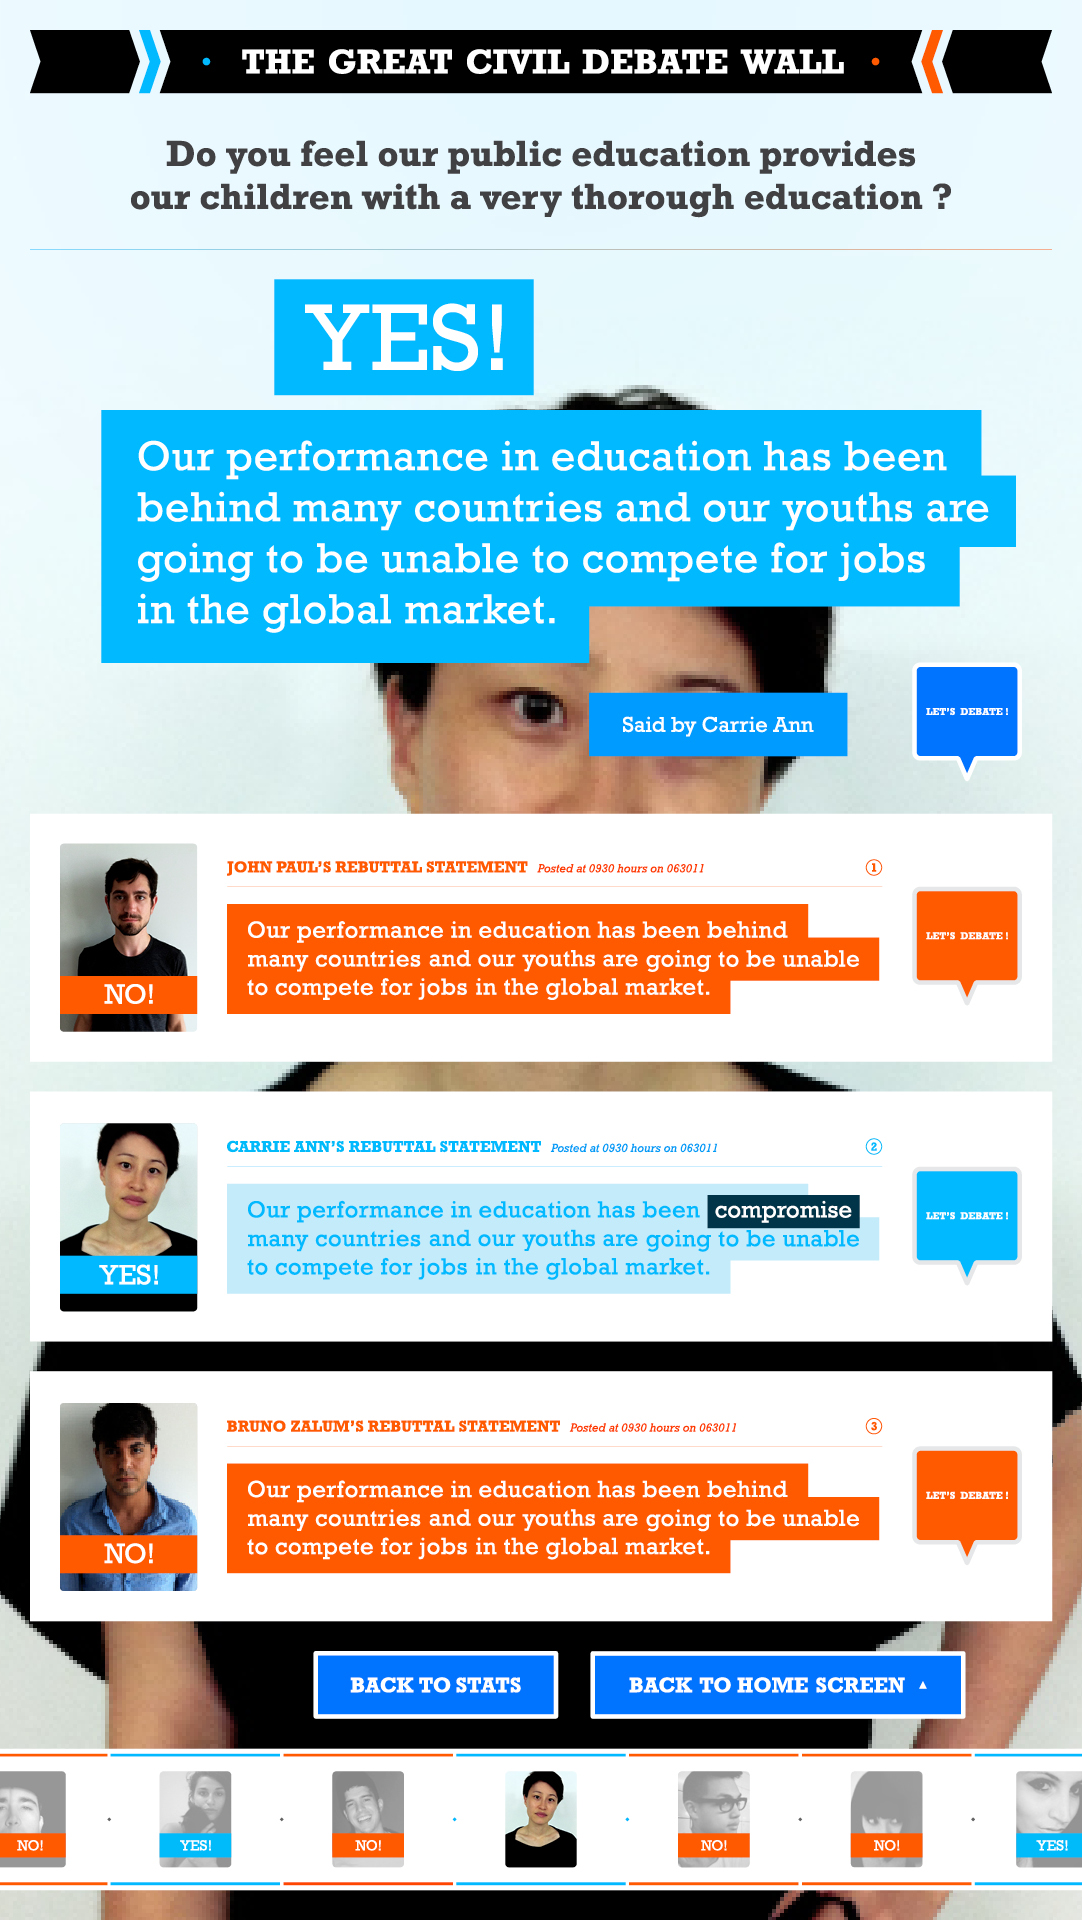 THE GREAT CIVIL DEBATE WALL
Do you feel our public education provides
our children with a very thorough education ?
YES!
Our performance in education has been
behind many countries and our youths are
going to be unable to compete for jobs
in the global market.
Said by Carrie Ann
LET'S DEBATE !
JOHN PAUL'S REBUTTAL STATEMENT Posted at 0930 hours on 063011 1
Our performance in education has been behind
many countries and our youths are going to be unable
to compete for jobs in the global market.
NO!
LET'S DEBATE !
CARRIE ANN'S REBUTTAL STATEMENT Posted at 0930 hours on 063011 2
Our performance in education has been compromise
many countries and our youths are going to be unable
to compete for jobs in the global market.
YES!
LET'S DEBATE !
BRUNO ZALUM'S REBUTTAL STATEMENT Posted at 0930 hours on 063011 3
Our performance in education has been behind
many countries and our youths are going to be unable
to compete for jobs in the global market.
NO!
LET'S DEBATE !
BACK TO STATS
BACK TO HOME SCREEN
NO!
YES!
NO!
NO!
NO!
YES!